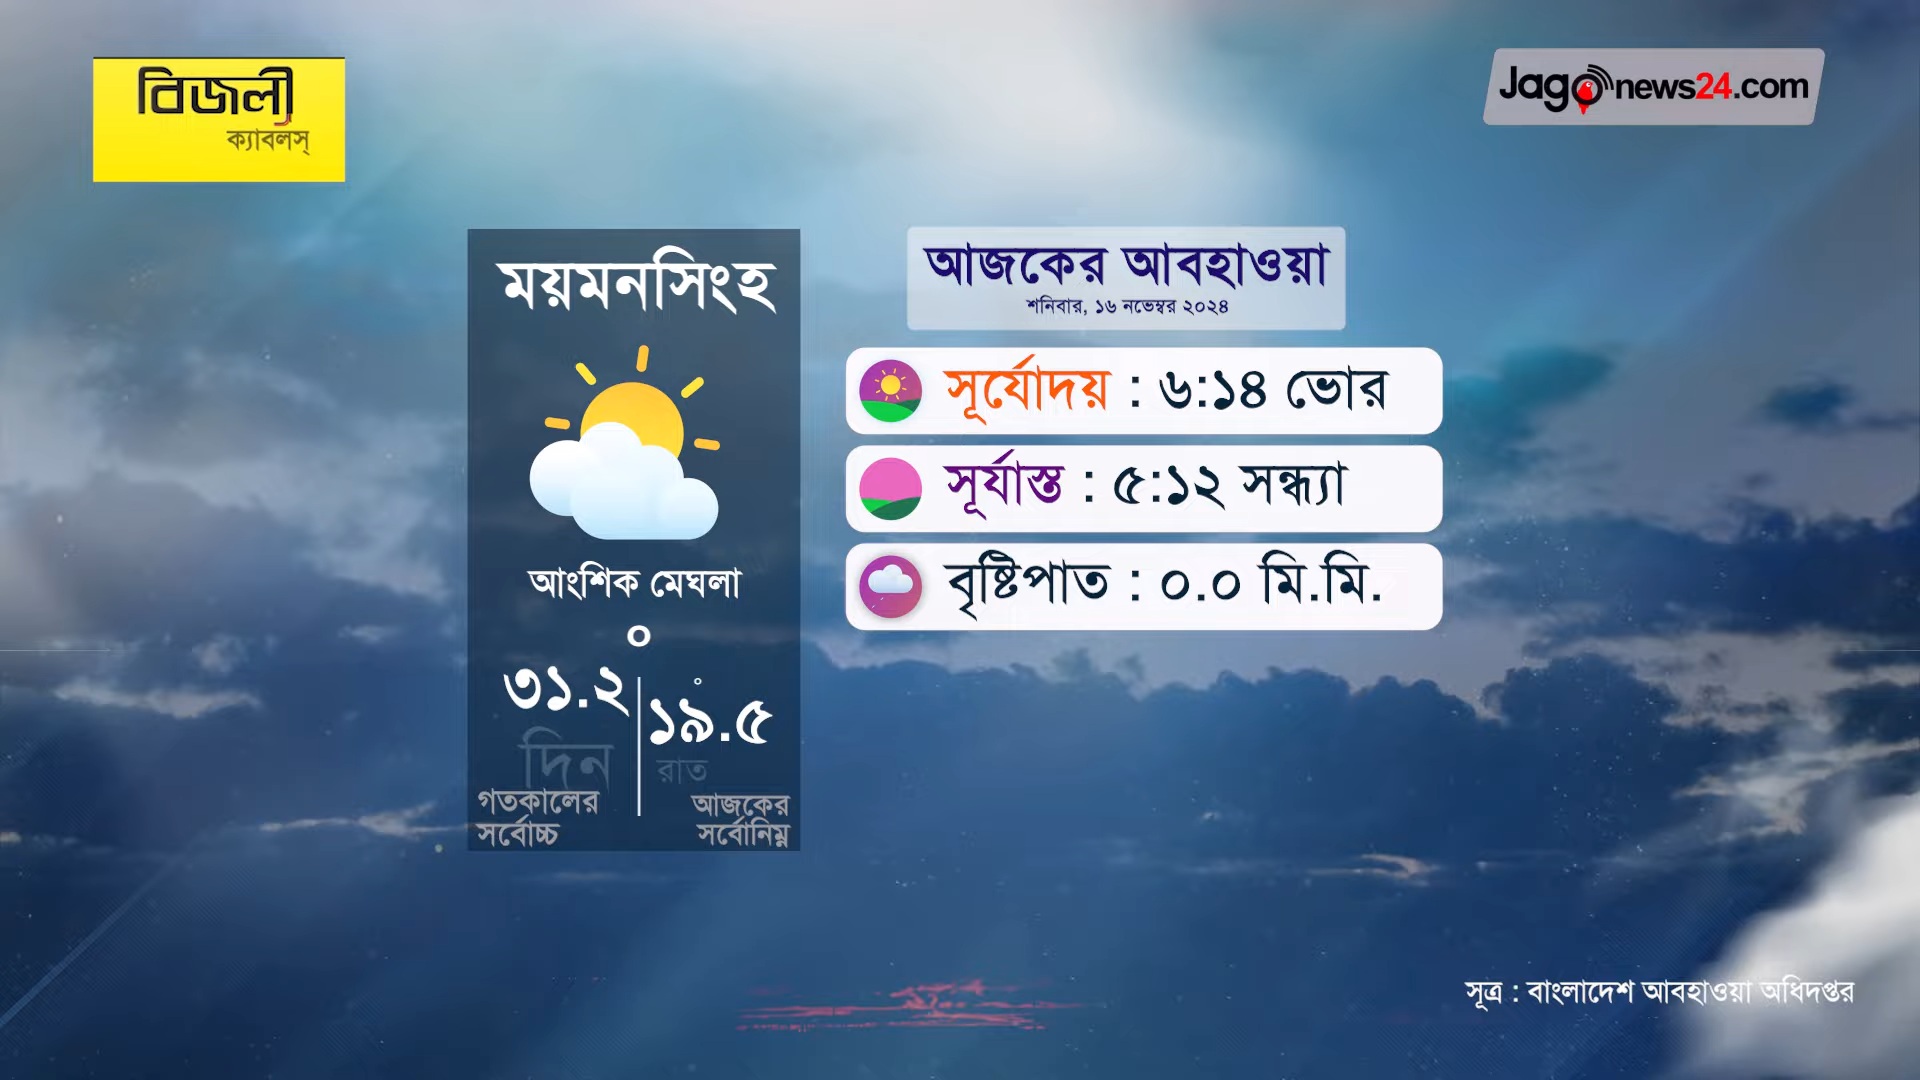 বিজলী
ক্যাবলস্
Jagonews24.com
ময়মনসিংহ
আংশিক মেঘলা
৩১.২°
১৯.৫°
দিন
রাত
গতকালের
সর্বোচ্চ
আজকের
সর্বোনিম্ন
আজকের আবহাওয়া
শনিবার, ১৬ নভেম্বর ২০২৪
সূর্যোদয় : ৬:১৪ ভোর
সূর্যাস্ত : ৫:১২ সন্ধ্যা
বৃষ্টিপাত : ০.০ মি.মি.
সূত্র : বাংলাদেশ আবহাওয়া অধিদপ্তর